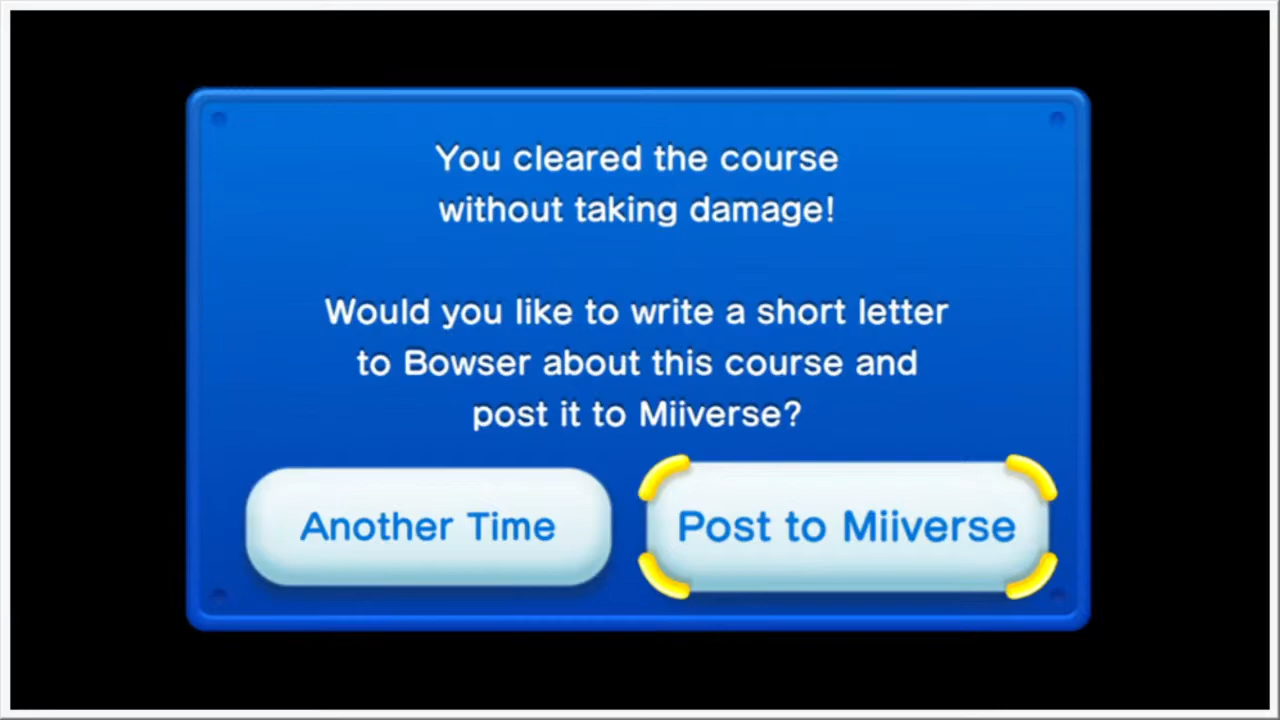 You cleared the course
without taking damage!
Would you like to write a short letter
to Bowser about this course and
post it to Miiverse?
Another Time
Post to Miiverse